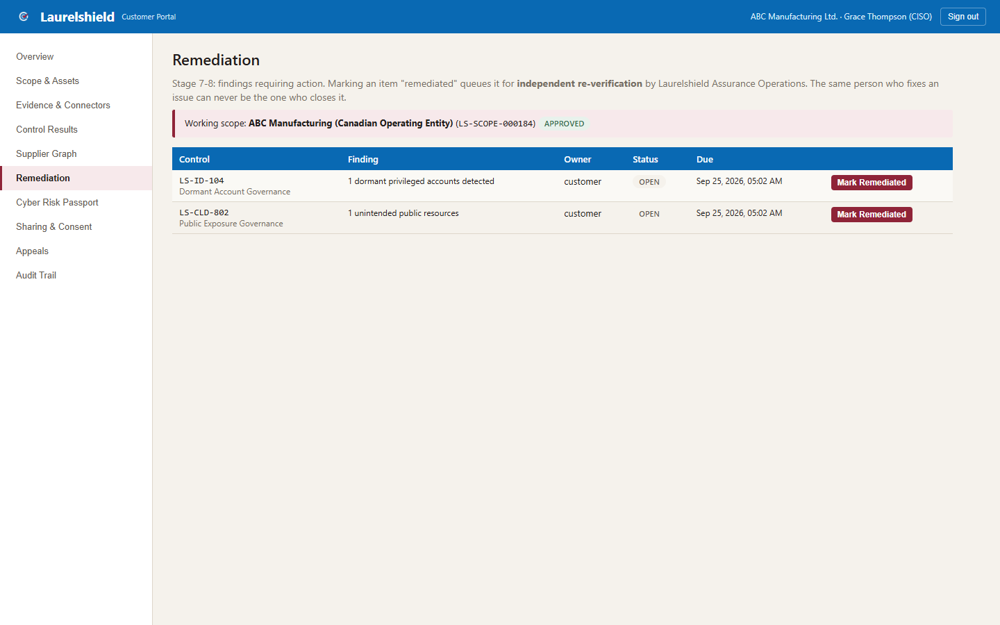 Laurelshield Customer Portal
ABC Manufacturing Ltd. · Grace Thompson (CISO) Sign out
Overview
Scope & Assets
Evidence & Connectors
Control Results
Supplier Graph
Remediation
Cyber Risk Passport
Sharing & Consent
Appeals
Audit Trail
Remediation
Stage 7-8: findings requiring action. Marking an item "remediated" queues it for independent re-verification by Laurelshield Assurance Operations. The same person who fixes an
issue can never be the one who closes it.
Working scope: ABC Manufacturing (Canadian Operating Entity) (LS-SCOPE-000184) APPROVED
Control Finding Owner Status Due
LS-ID-104 1 dormant privileged accounts detected customer OPEN Sep 25, 2026, 05:02 AM Mark Remediated
Dormant Account Governance
LS-CLD-802 1 unintended public resources customer OPEN Sep 25, 2026, 05:02 AM Mark Remediated
Public Exposure Governance